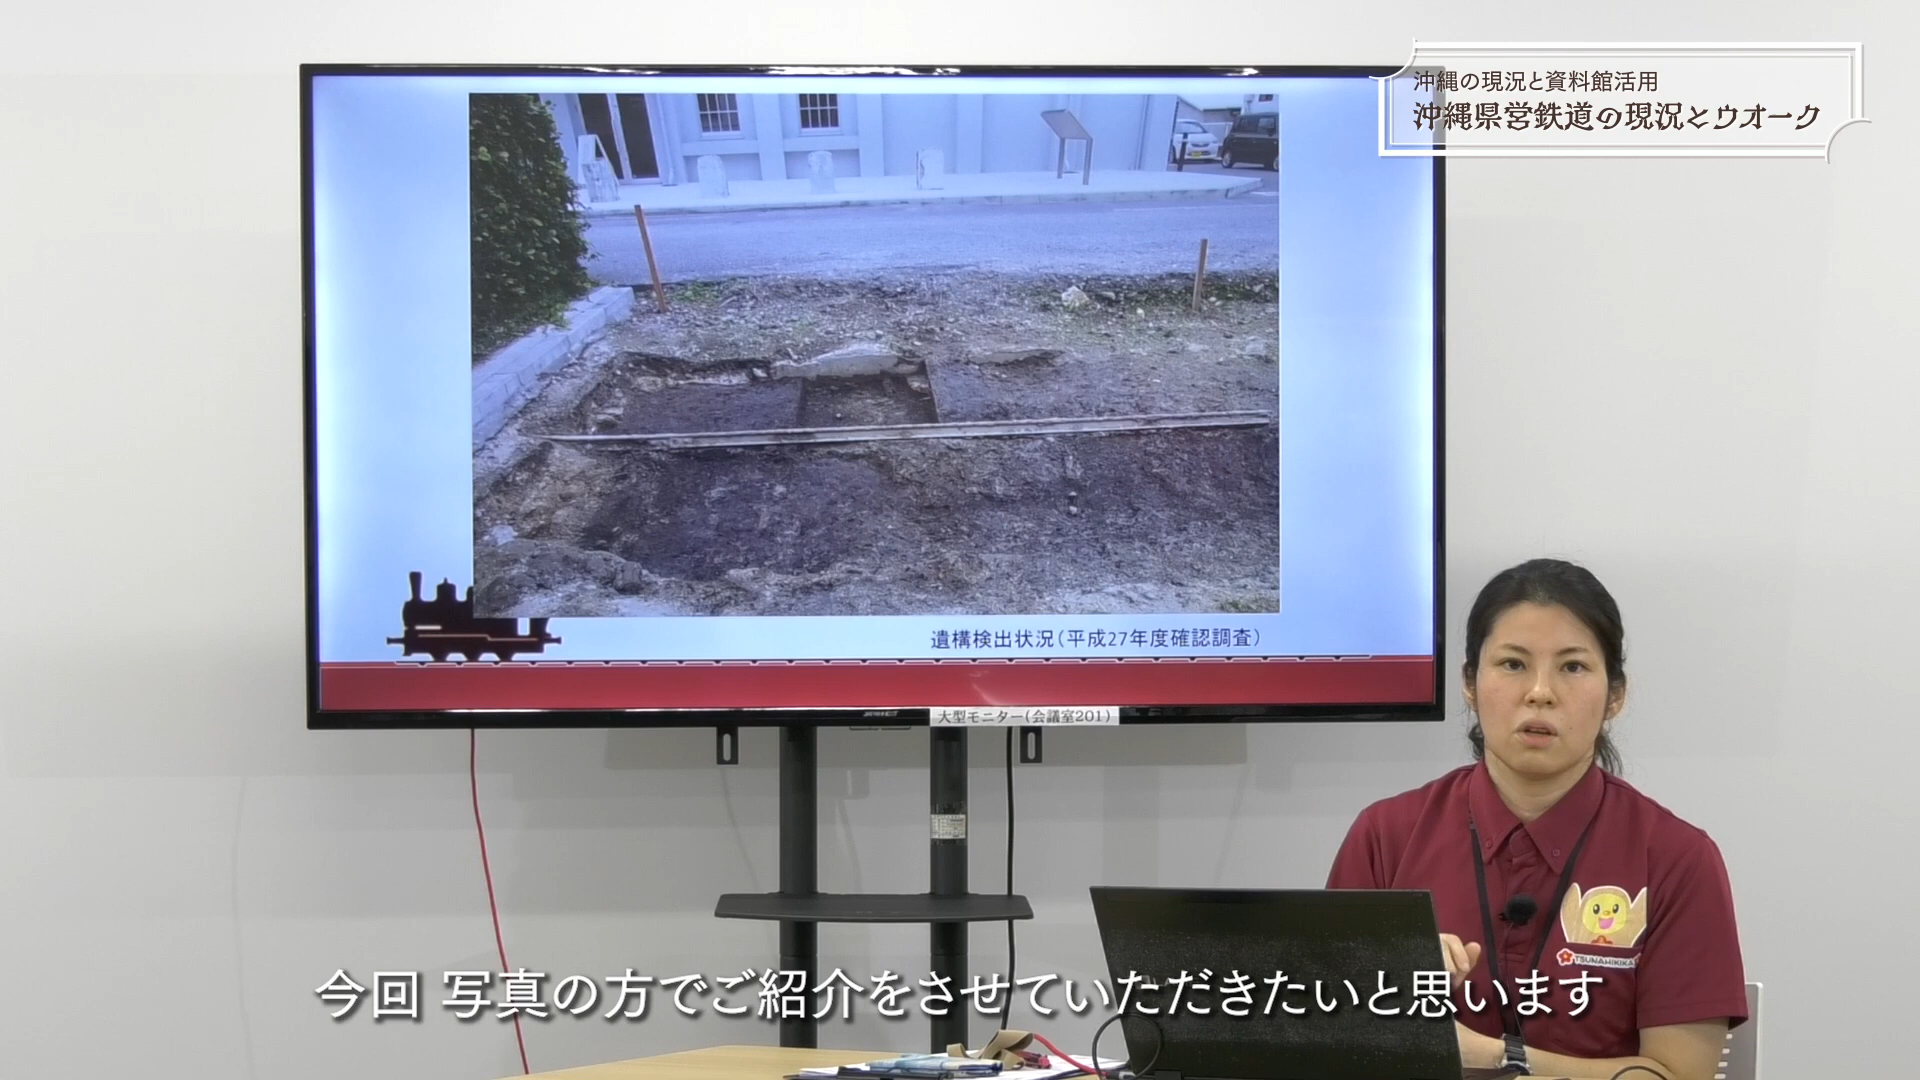 沖縄の現況と資料館活用
沖縄県営鉄道の現況とウオーク
遺構検出状況(平成27年度確認調査)
大型モニター(会議室201)
TSUNAHIKIKA
今回 写真の方でご紹介をさせていただきたいと思います